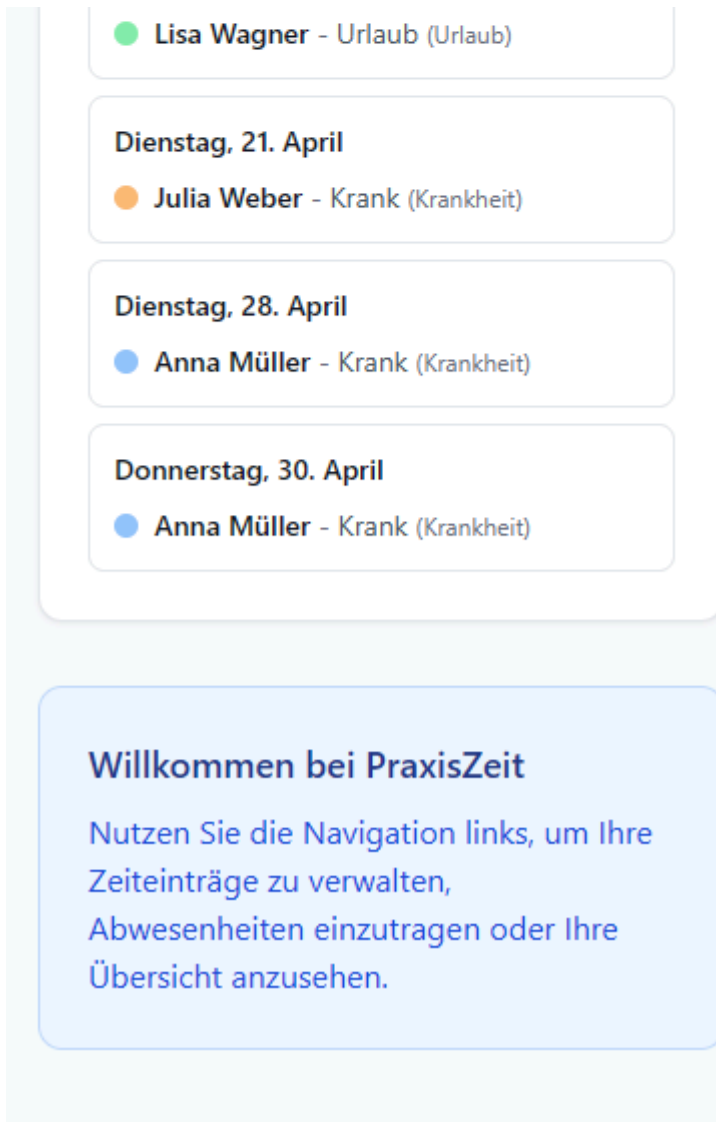 Lisa Wagner - Urlaub (Urlaub)
Dienstag, 21. April
Julia Weber - Krank (Krankheit)
Dienstag, 28. April
Anna Müller - Krank (Krankheit)
Donnerstag, 30. April
Anna Müller - Krank (Krankheit)
Willkommen bei PraxisZeit
Nutzen Sie die Navigation links, um Ihre
Zeiteinträge zu verwalten,
Abwesenheiten einzutragen oder Ihre
Übersicht anzusehen.